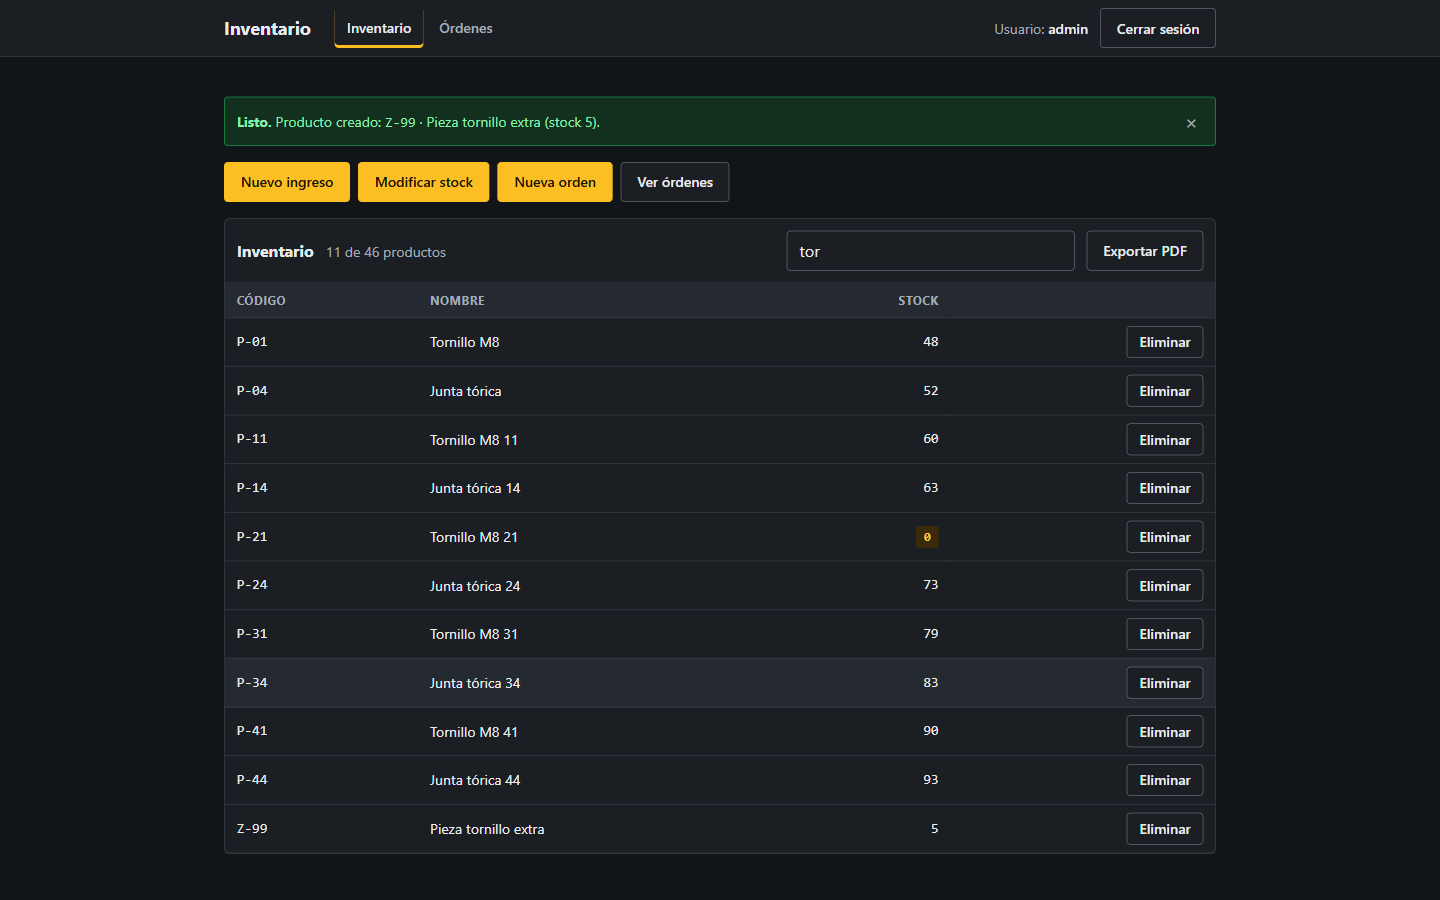 Inventario Inventario Órdenes Usuario: admin Cerrar sesión
Listo. Producto creado: Z-99 · Pieza tornillo extra (stock 5). ×
Nuevo ingreso Modificar stock Nueva orden Ver órdenes
Inventario 11 de 46 productos tor Exportar PDF
CÓDIGO NOMBRE STOCK
P-01 Tornillo M8 48 Eliminar
P-04 Junta tórica 52 Eliminar
P-11 Tornillo M8 11 60 Eliminar
P-14 Junta tórica 14 63 Eliminar
P-21 Tornillo M8 21 0 Eliminar
P-24 Junta tórica 24 73 Eliminar
P-31 Tornillo M8 31 79 Eliminar
P-34 Junta tórica 34 83 Eliminar
P-41 Tornillo M8 41 90 Eliminar
P-44 Junta tórica 44 93 Eliminar
Z-99 Pieza tornillo extra 5 Eliminar